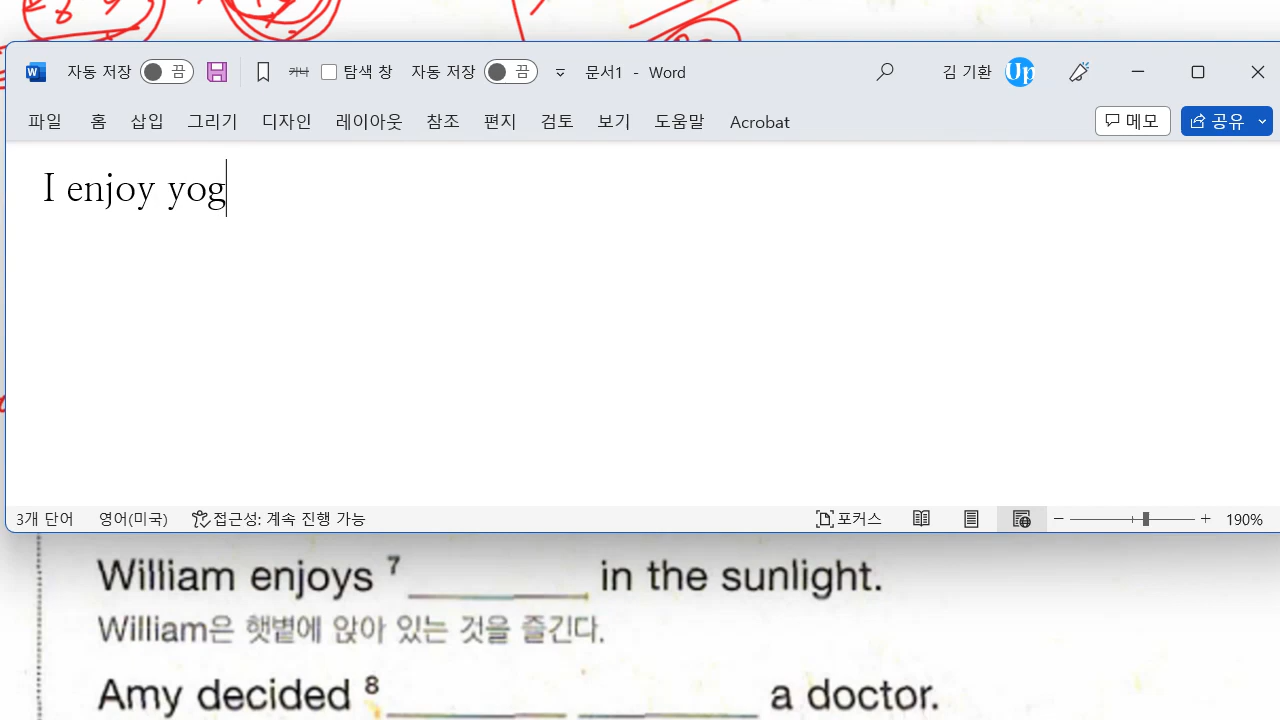 자동 저장 끔 가나 탐색 창 자동 저장 끔 문서1 - Word 김 기환 Up
파일 홈 삽입 그리기 디자인 레이아웃 참조 편지 검토 보기 도움말 Acrobat 메모 공유
I enjoy yog
3개 단어 영어(미국) 접근성: 계속 진행 가능 포커스 190%
William enjoys 7 in the sunlight.
William은 햇볕에 앉아 있는 것을 즐긴다.
Amy decided 8 a doctor.